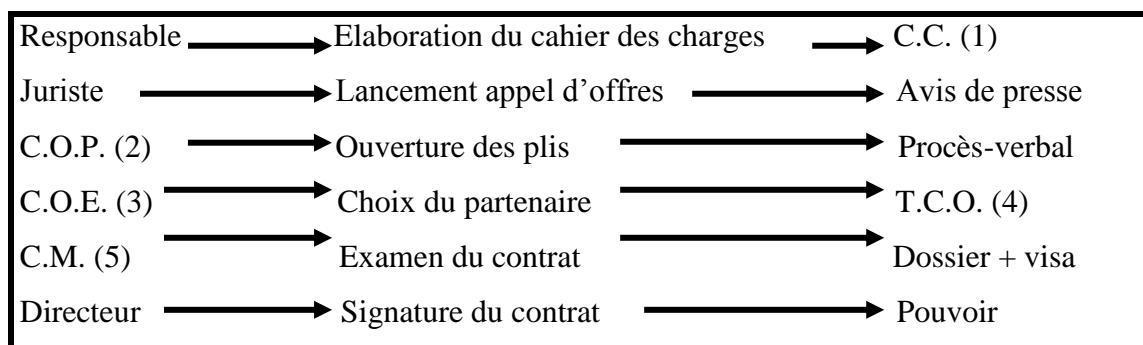 Responsable Elaboration du cahier des charges C.C. (1)
Juriste Lancement appel d’offres Avis de presse
C.O.P. (2) Ouverture des plis Procès-verbal
C.O.E. (3) Choix du partenaire T.C.O. (4)
C.M. (5) Examen du contrat Dossier + visa
Directeur Signature du contrat Pouvoir